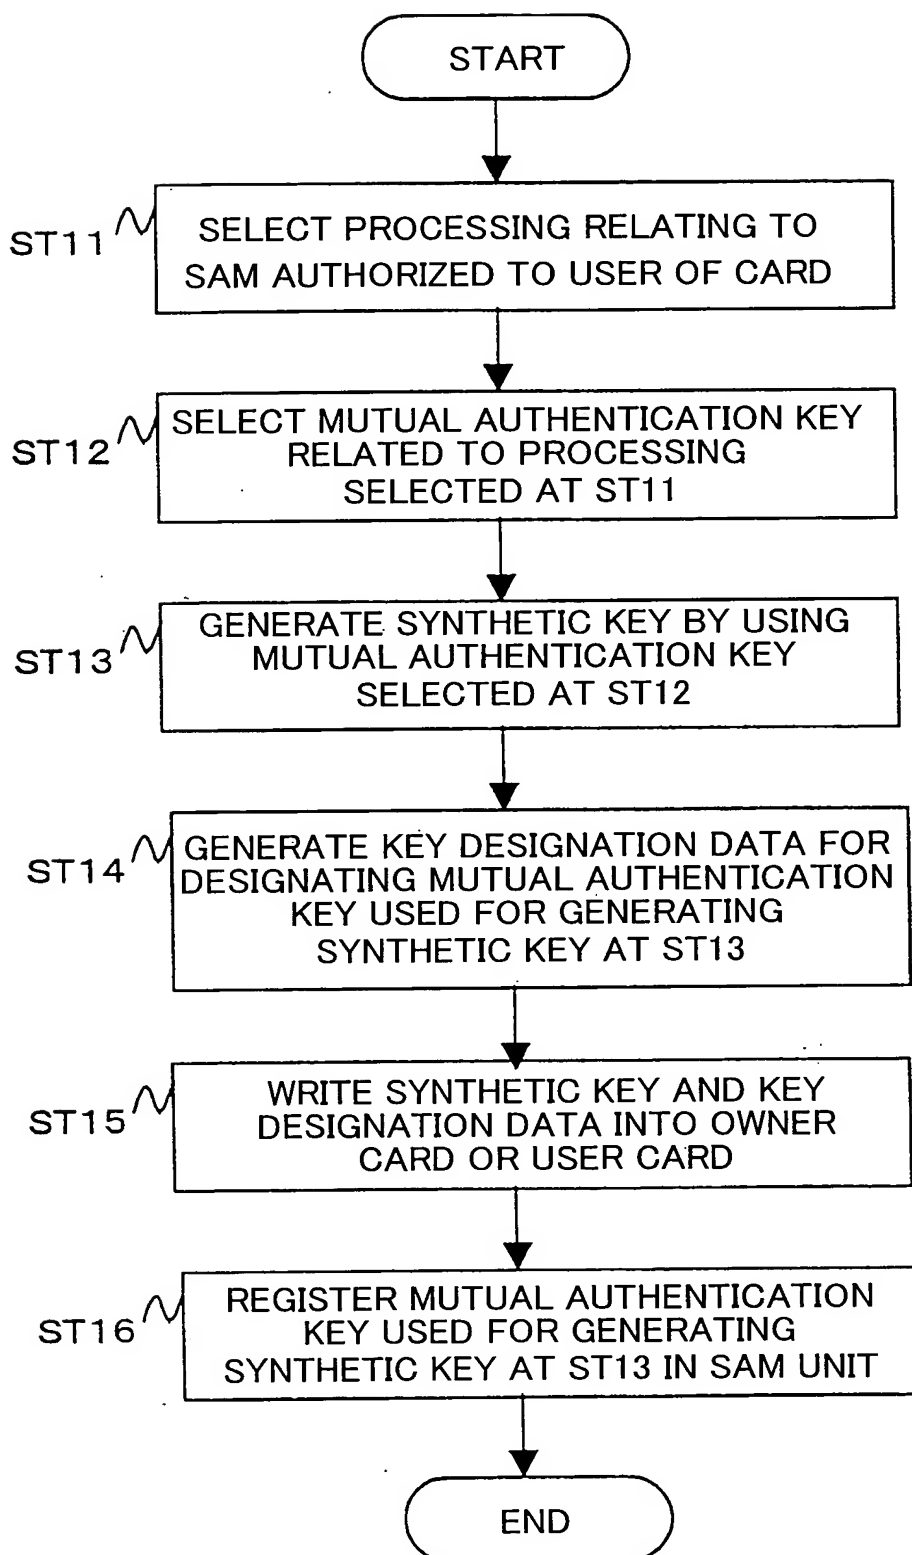 START
ST11
SELECT PROCESSING RELATING TO
SAM AUTHORIZED TO USER OF CARD
ST12
SELECT MUTUAL AUTHENTICATION KEY
RELATED TO PROCESSING
SELECTED AT ST11
ST13
GENERATE SYNTHETIC KEY BY USING
MUTUAL AUTHENTICATION KEY
SELECTED AT ST12
ST14
GENERATE KEY DESIGNATION DATA FOR
DESIGNATING MUTUAL AUTHENTICATION
KEY USED FOR GENERATING
SYNTHETIC KEY AT ST13
ST15
WRITE SYNTHETIC KEY AND KEY
DESIGNATION DATA INTO OWNER
CARD OR USER CARD
ST16
REGISTER MUTUAL AUTHENTICATION
KEY USED FOR GENERATING
SYNTHETIC KEY AT ST13 IN SAM UNIT
END